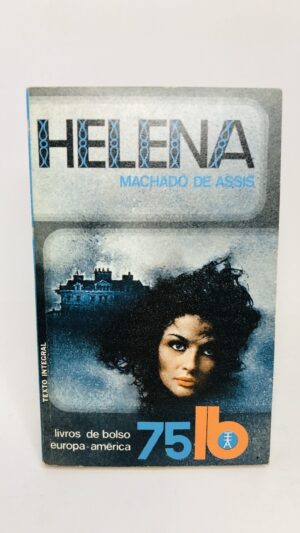 HELENA
MACHADO DE ASSIS
TEXTO INTEGRAL
livros de bolso
europa-américa
75 lb